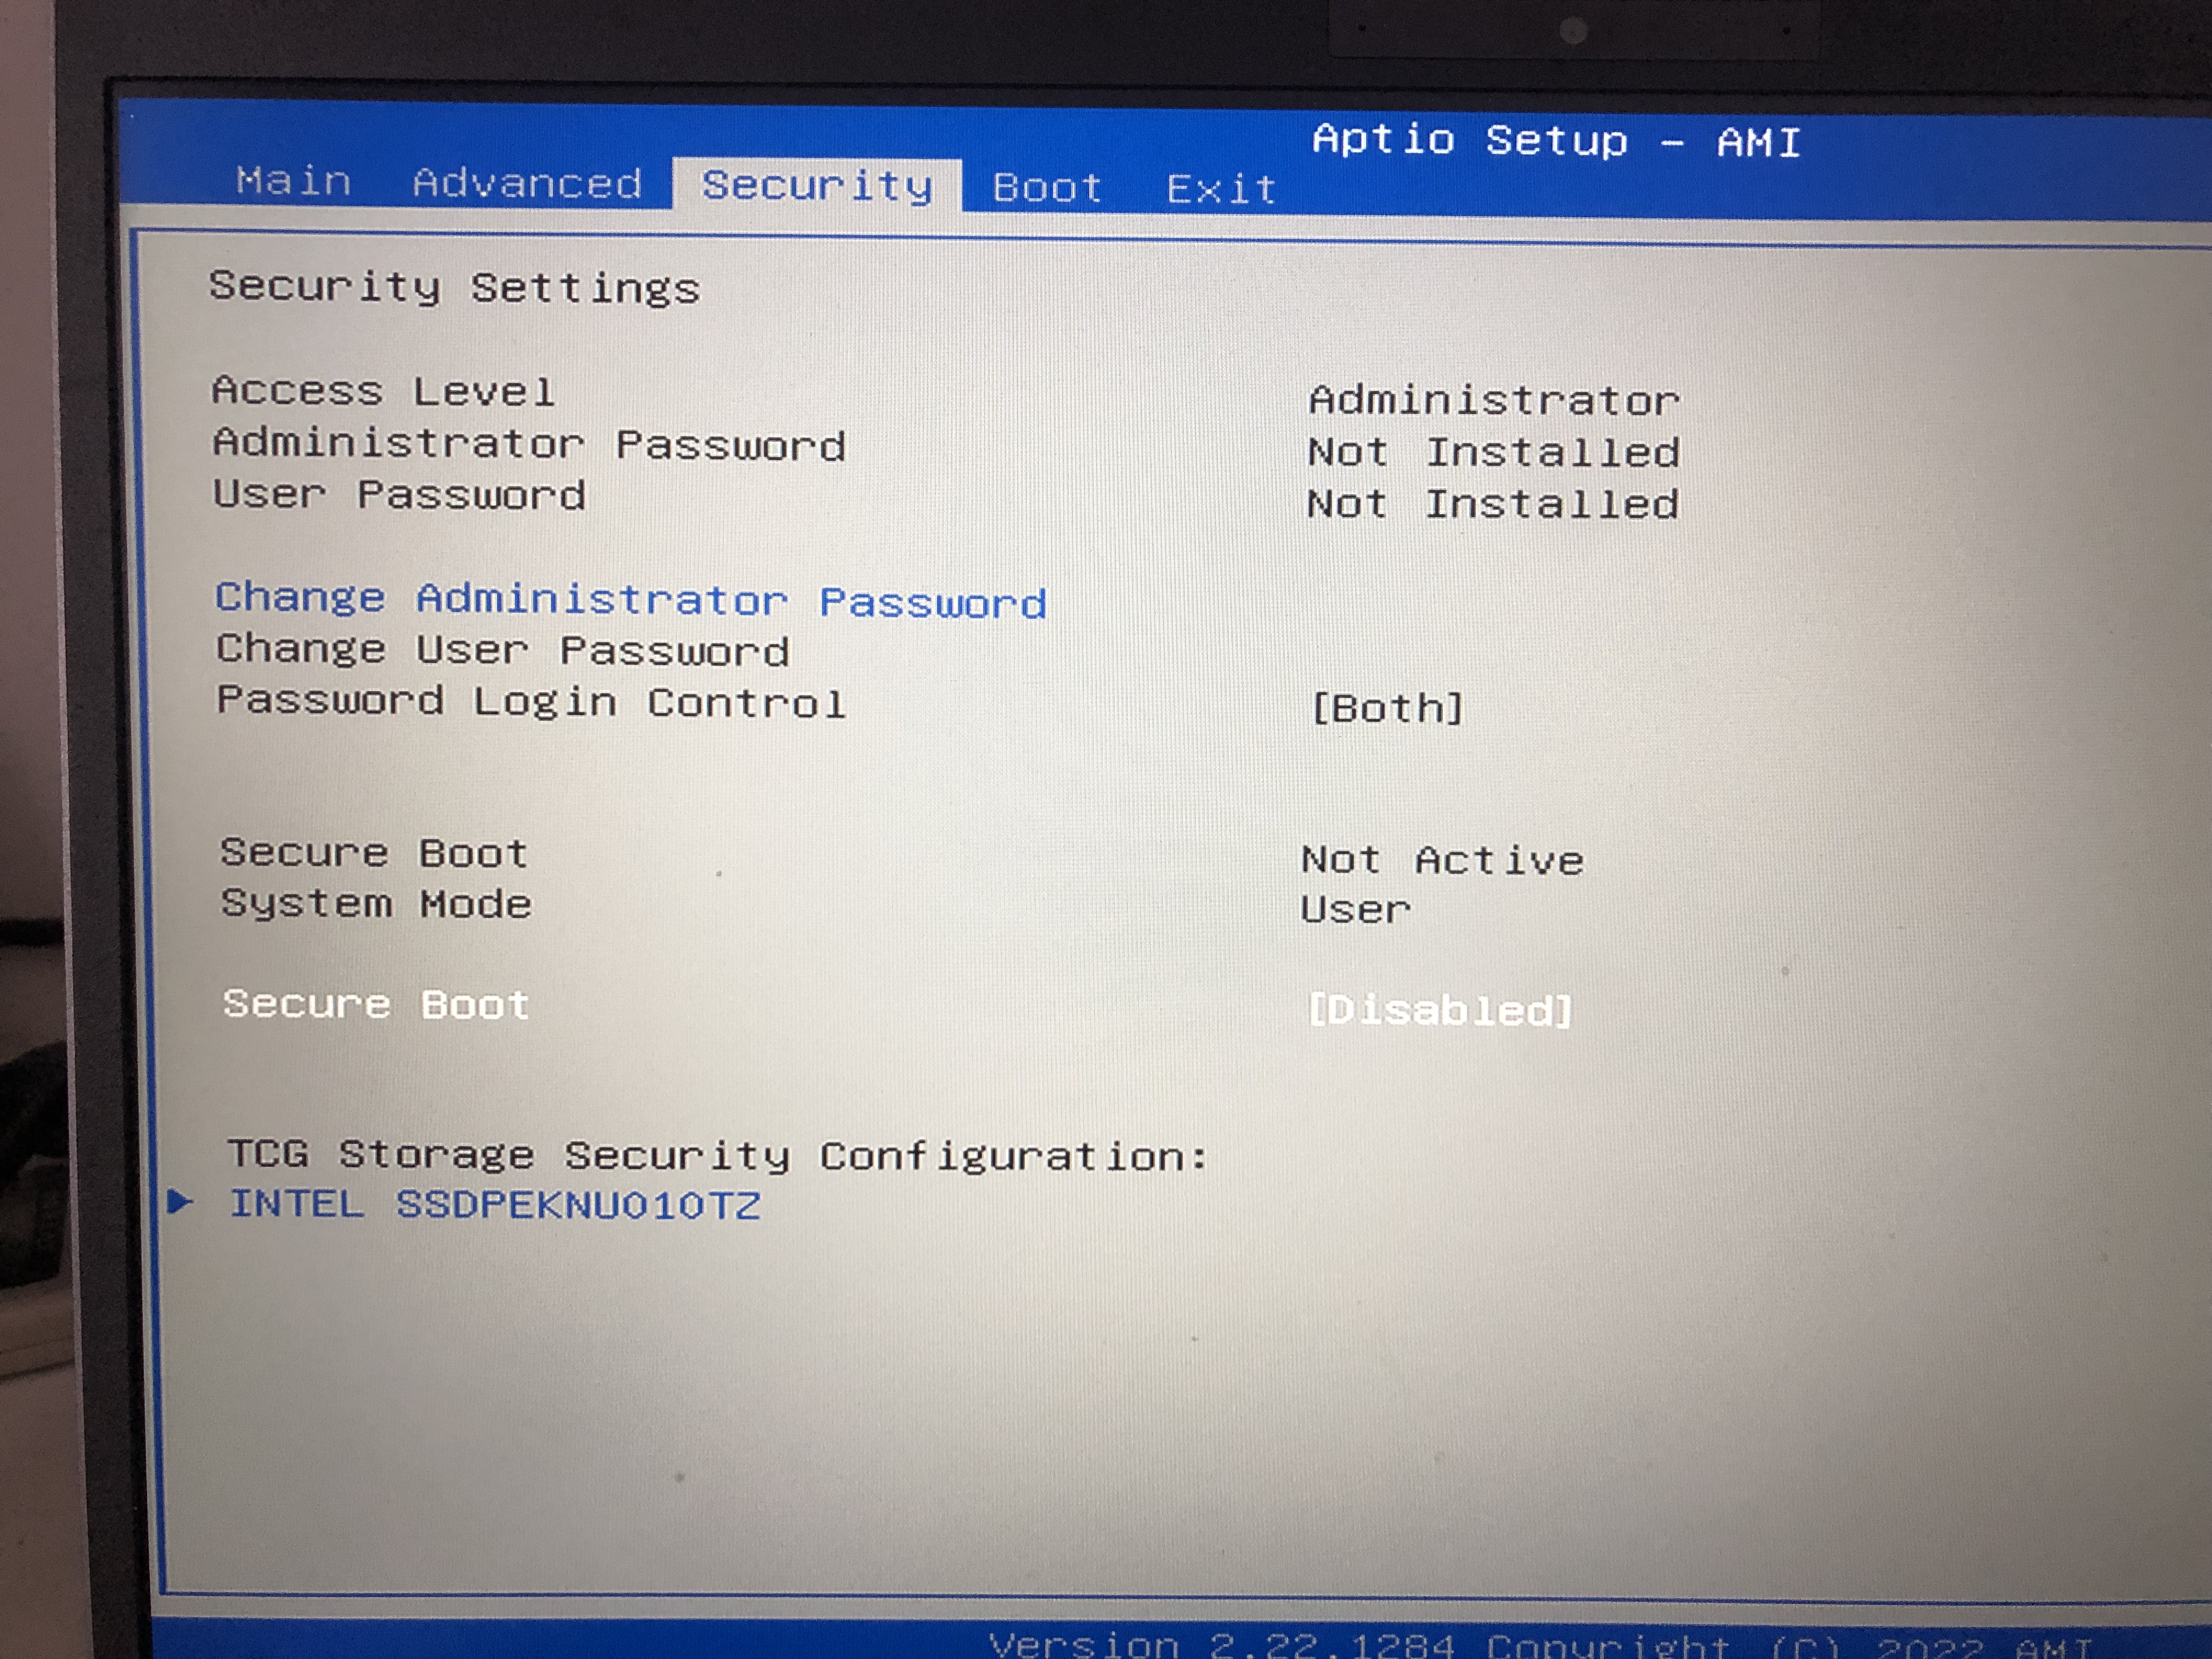 Aptio Setup - AMI
Main Advanced Security Boot Exit
Security Settings
Access Level Administrator
Administrator Password Not Installed
User Password Not Installed
Change Administrator Password
Change User Password
Password Login Control [Both]
Secure Boot Not Active
System Mode User
Secure Boot [Disabled]
TCG Storage Security Configuration:
INTEL SSDPEKNU010TZ
Version 2.22.1284 Copyright (C) 2022 AMI